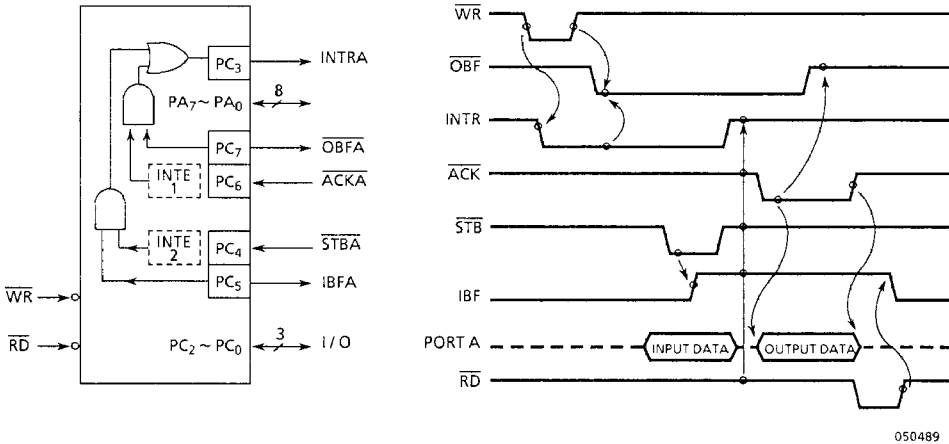 PC₃
INTRA
PA₇ ~ PA₀
8
PC₇
OBFA
INTE
1
PC₆
ACKA
INTE
2
PC₄
STBA
PC₅
IBFA
WR
RD
PC₂ ~ PC₀
3
I/O
WR
OBF
INTR
ACK
STB
IBF
PORT A
INPUT DATA
OUTPUT DATA
RD
050489